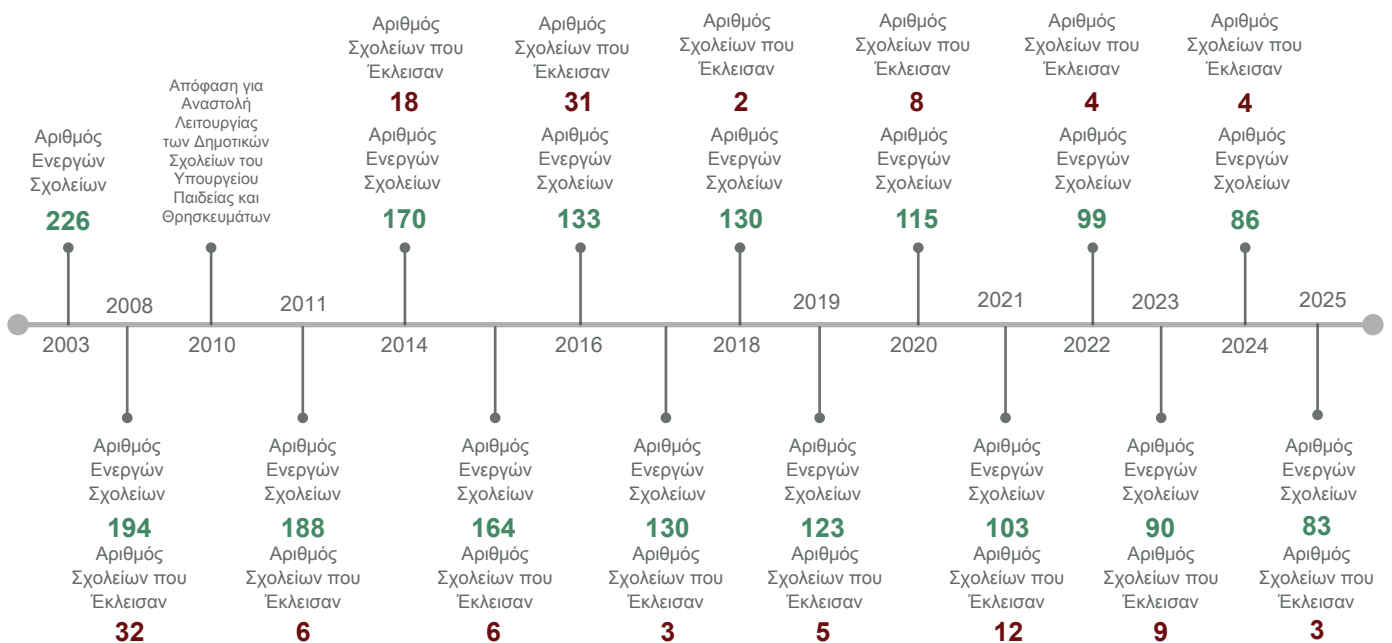 Αριθμός
Ενεργών
Σχολείων
226
Απόφαση για
Αναστολή
Λειτουργίας
των Δημοτικών
Σχολείων του
Υπουργείου
Παιδείας και
Θρησκευμάτων
Αριθμός
Σχολείων που
Έκλεισαν
18
Αριθμός
Ενεργών
Σχολείων
170
Αριθμός
Σχολείων που
Έκλεισαν
31
Αριθμός
Ενεργών
Σχολείων
133
Αριθμός
Σχολείων που
Έκλεισαν
2
Αριθμός
Ενεργών
Σχολείων
130
Αριθμός
Σχολείων που
Έκλεισαν
8
Αριθμός
Ενεργών
Σχολείων
115
Αριθμός
Σχολείων που
Έκλεισαν
4
Αριθμός
Ενεργών
Σχολείων
99
Αριθμός
Σχολείων που
Έκλεισαν
4
Αριθμός
Ενεργών
Σχολείων
86
2008 2011 2019 2021 2023 2025
2003 2010 2014 2016 2018 2020 2022 2024
Αριθμός
Ενεργών
Σχολείων
194
Αριθμός
Σχολείων που
Έκλεισαν
32
Αριθμός
Ενεργών
Σχολείων
188
Αριθμός
Σχολείων που
Έκλεισαν
6
Αριθμός
Ενεργών
Σχολείων
164
Αριθμός
Σχολείων που
Έκλεισαν
6
Αριθμός
Ενεργών
Σχολείων
130
Αριθμός
Σχολείων που
Έκλεισαν
3
Αριθμός
Ενεργών
Σχολείων
123
Αριθμός
Σχολείων που
Έκλεισαν
5
Αριθμός
Ενεργών
Σχολείων
103
Αριθμός
Σχολείων που
Έκλεισαν
12
Αριθμός
Ενεργών
Σχολείων
90
Αριθμός
Σχολείων που
Έκλεισαν
9
Αριθμός
Ενεργών
Σχολείων
83
Αριθμός
Σχολείων που
Έκλεισαν
3